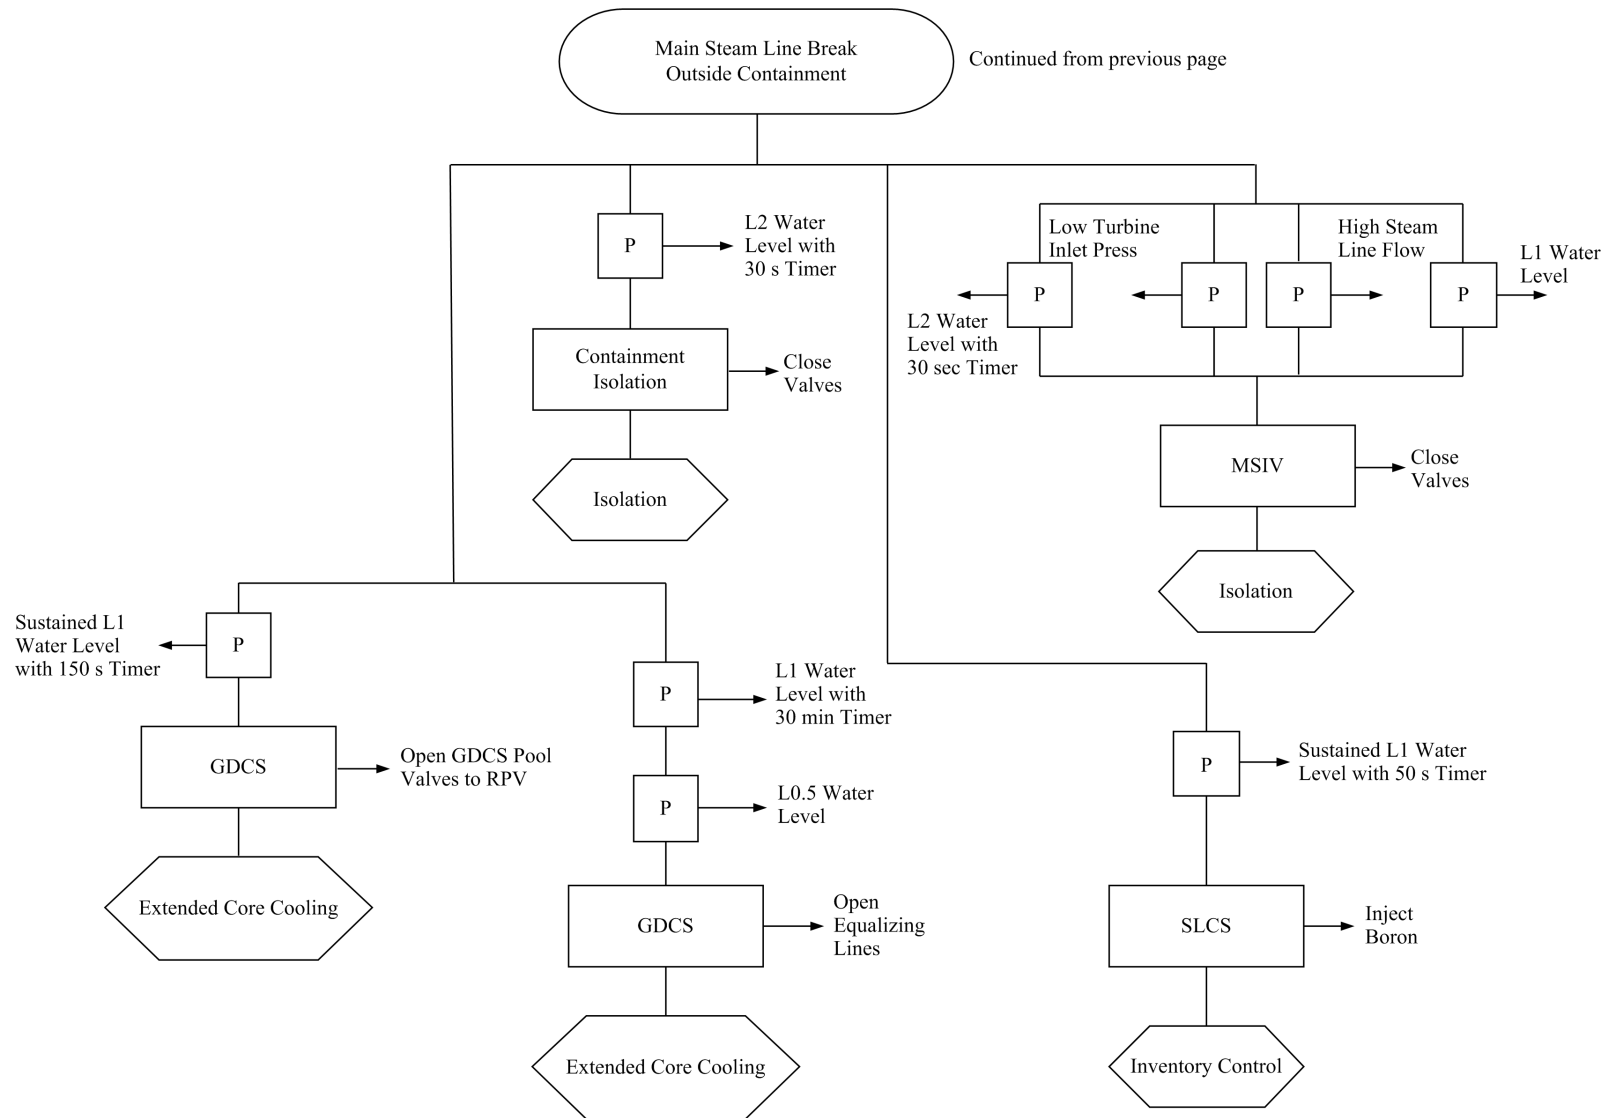 Main Steam Line Break
Outside Containment
Continued from previous page
P
L2 Water
Level with
30 s Timer
Containment
Isolation
Close
Valves
Isolation
Low Turbine
Inlet Press
High Steam
Line Flow
L1 Water
Level
P
P
P
P
L2 Water
Level with
30 sec Timer
MSIV
Close
Valves
Isolation
Sustained L1
Water Level
with 150 s Timer
P
GDCS
Open GDCS Pool
Valves to RPV
Extended Core Cooling
P
L1 Water
Level with
30 min Timer
P
L0.5 Water
Level
GDCS
Open
Equalizing
Lines
Extended Core Cooling
P
Sustained L1 Water
Level with 50 s Timer
SLCS
Inject
Boron
Inventory Control